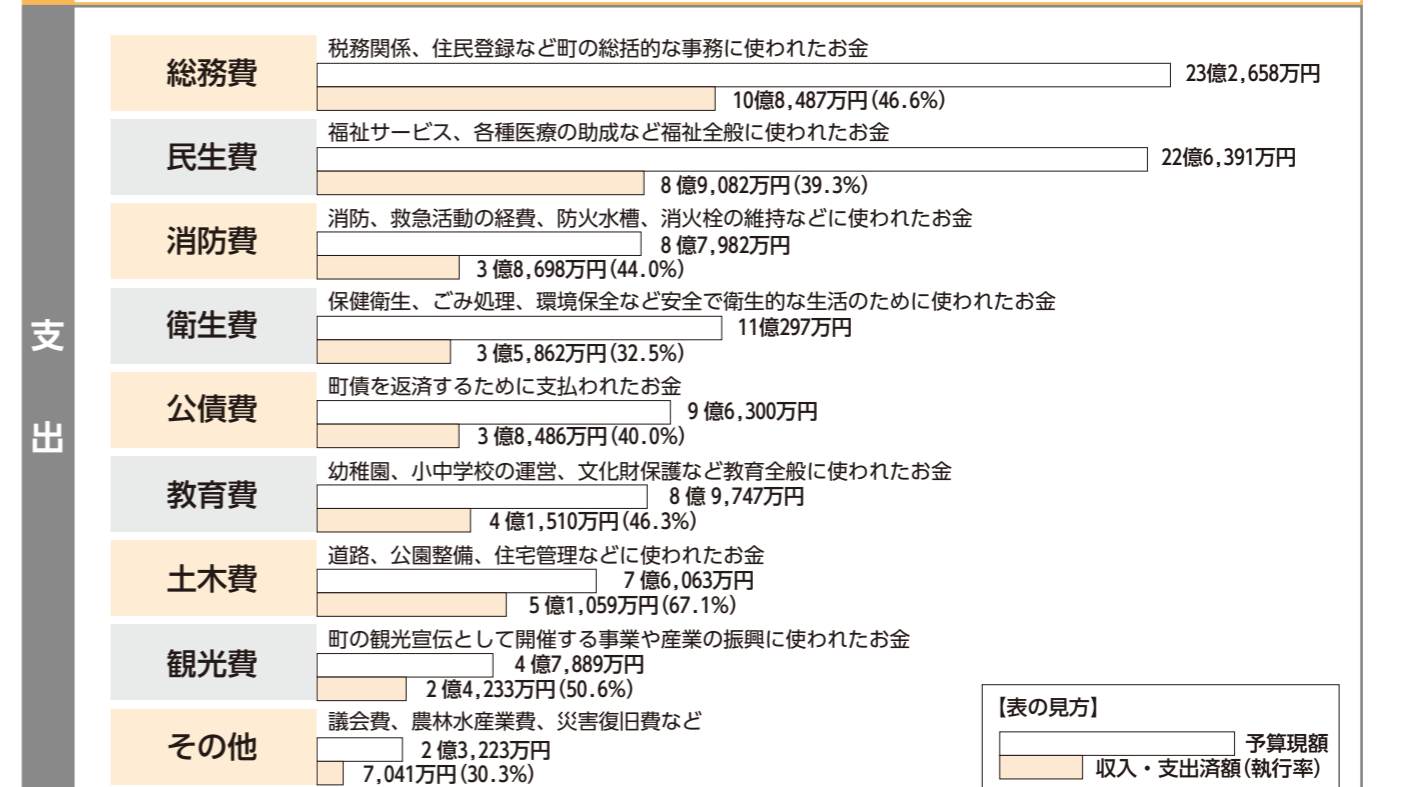 支出
総務費
税務関係、住民登録など町の総括的な事務に使われたお金
23億2,658万円
10億8,487万円(46.6%)
民生費
福祉サービス、各種医療の助成など福祉全般に使われたお金
22億6,391万円
8億9,082万円(39.3%)
消防費
消防、救急活動の経費、防火水槽、消火栓の維持などに使われたお金
8億7,982万円
3億8,698万円(44.0%)
衛生費
保健衛生、ごみ処理、環境保全など安全で衛生的な生活のために使われたお金
11億297万円
3億5,862万円(32.5%)
公債費
町債を返済するために支払われたお金
9億6,300万円
3億8,486万円(40.0%)
教育費
幼稚園、小中学校の運営、文化財保護など教育全般に使われたお金
8億9,747万円
4億1,510万円(46.3%)
土木費
道路、公園整備、住宅管理などに使われたお金
7億6,063万円
5億1,059万円(67.1%)
観光費
町の観光宣伝として開催する事業や産業の振興に使われたお金
4億7,889万円
2億4,233万円(50.6%)
その他
議会費、農林水産業費、災害復旧費など
2億3,223万円
7,041万円(30.3%)
【表の見方】
予算現額
収入・支出済額(執行率)